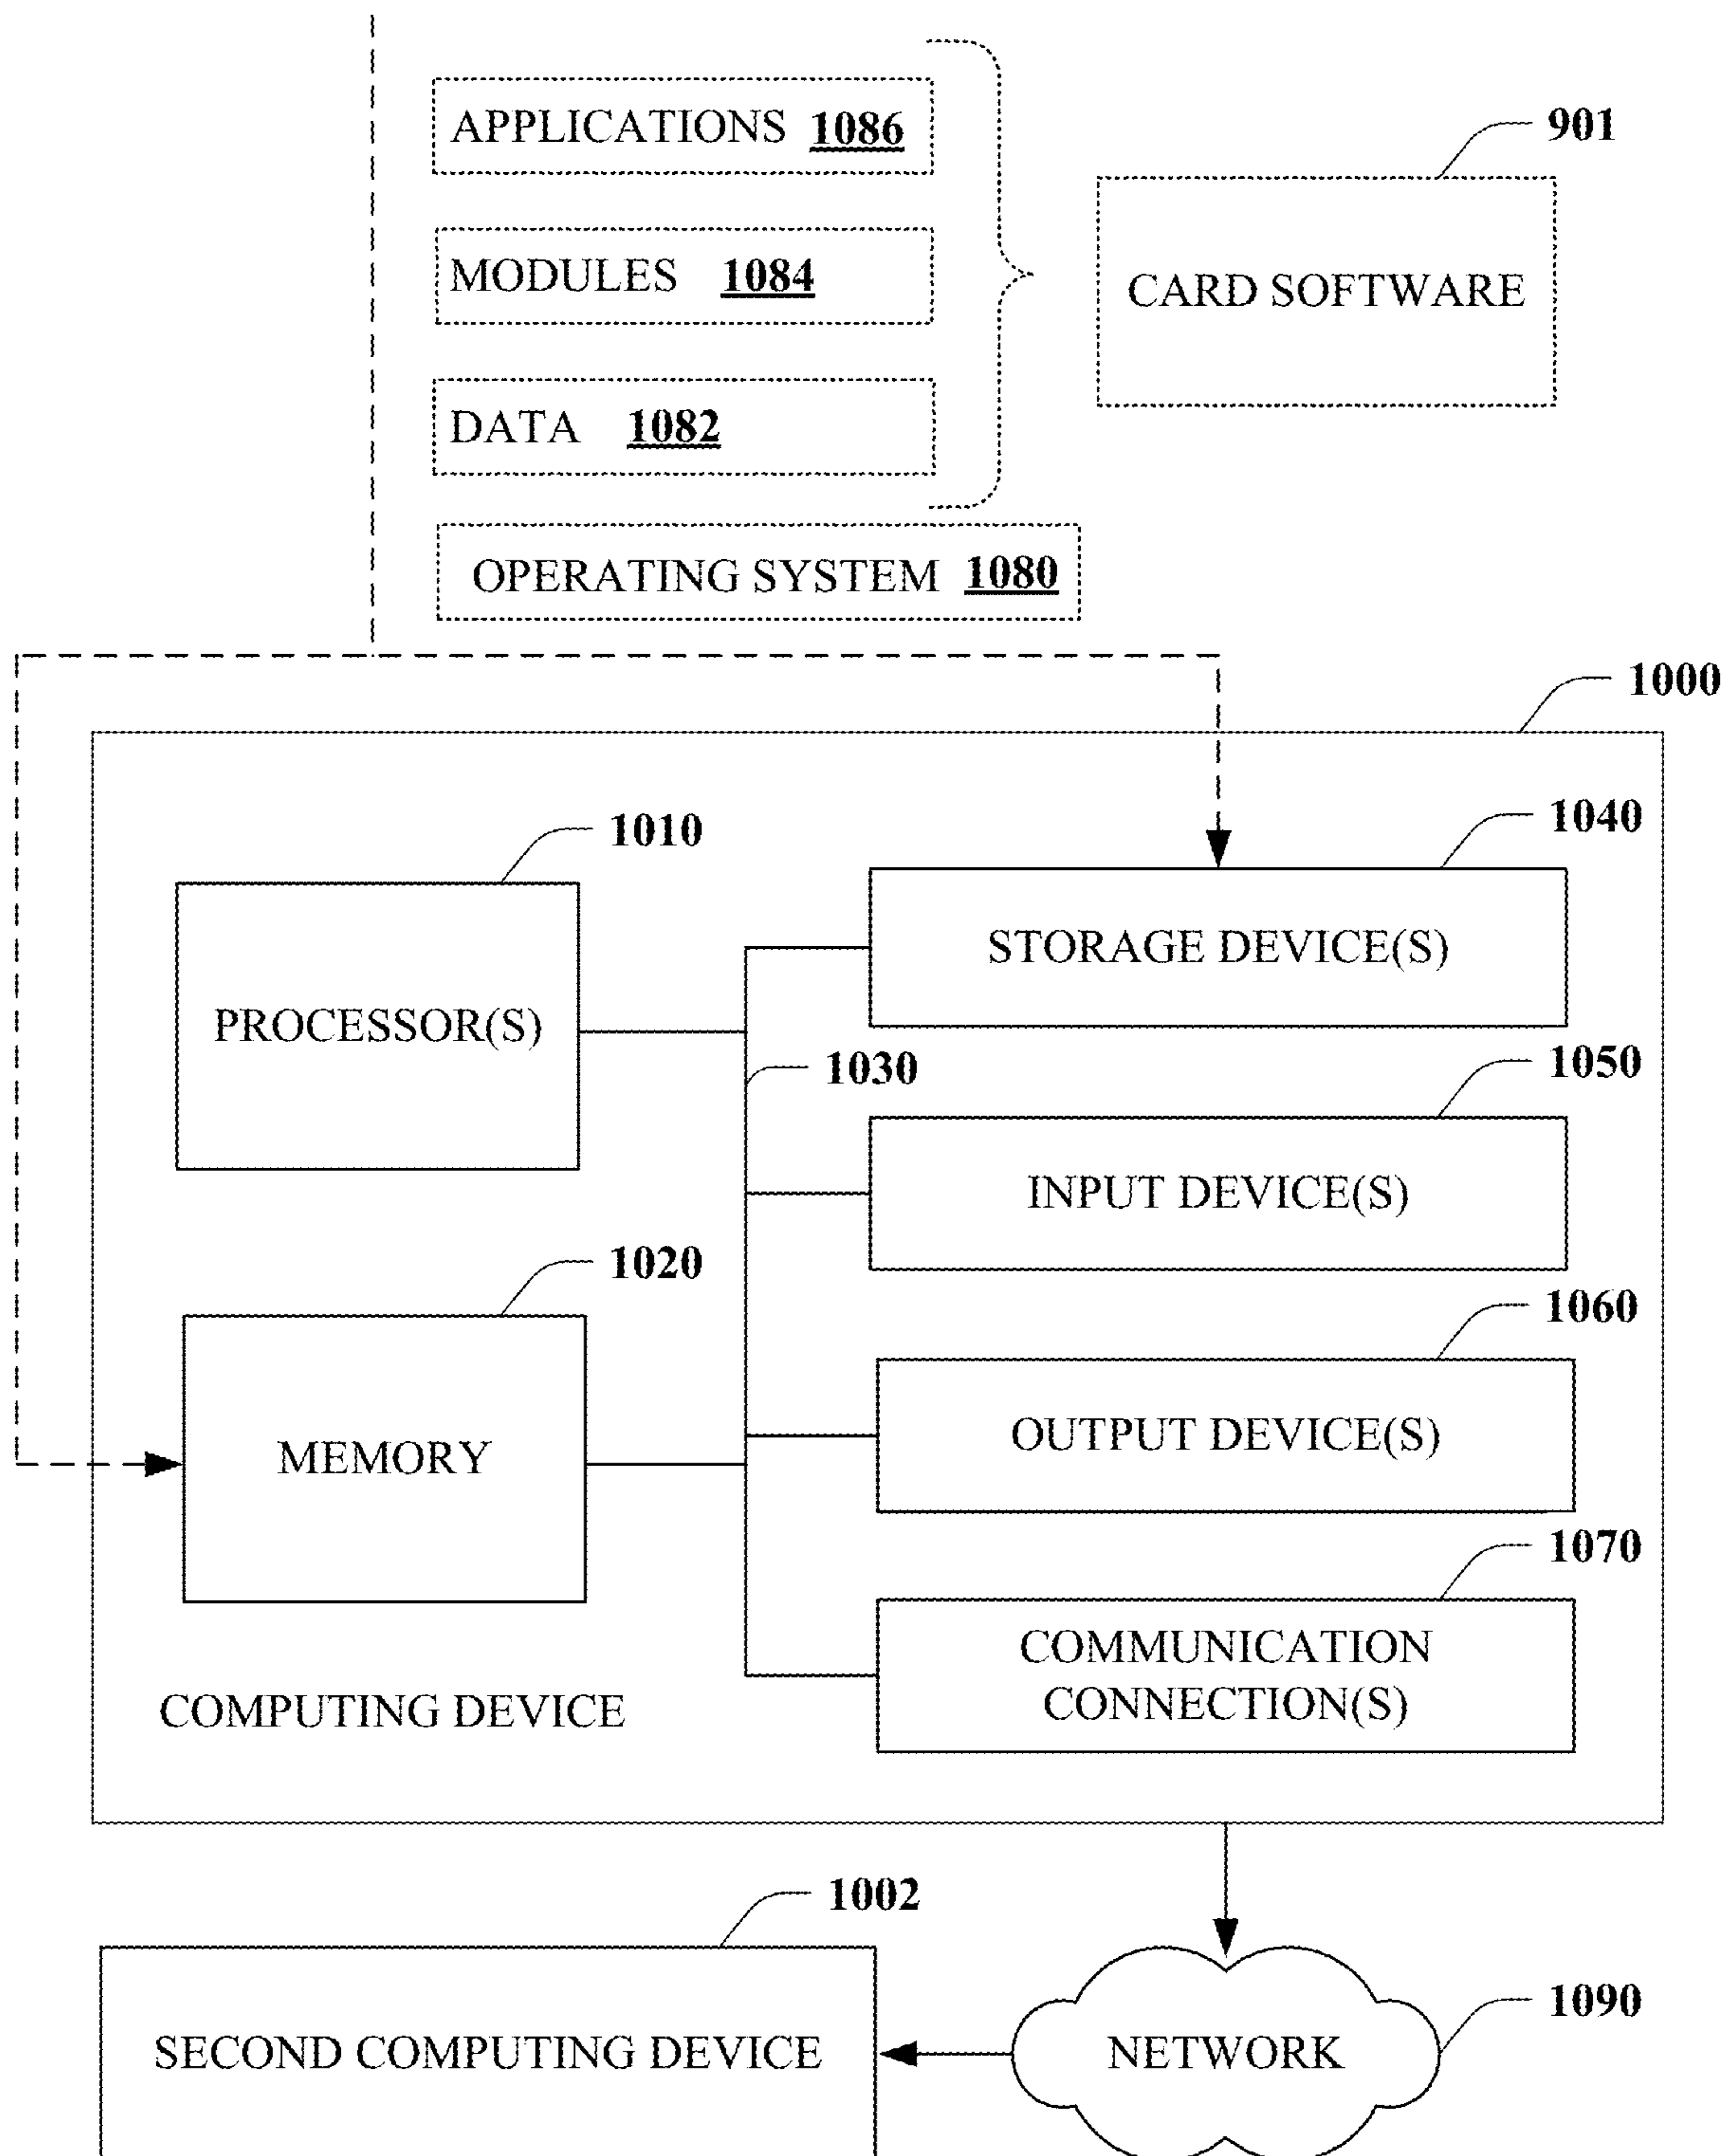 APPLICATIONS 1086
901
MODULES 1084
CARD SOFTWARE
DATA 1082
OPERATING SYSTEM 1080
1000
1010
1040
PROCESSOR(S)
STORAGE DEVICE(S)
1030
1050
INPUT DEVICE(S)
1020
1060
MEMORY
OUTPUT DEVICE(S)
1070
COMMUNICATION
CONNECTION(S)
COMPUTING DEVICE
1002
1090
SECOND COMPUTING DEVICE
NETWORK